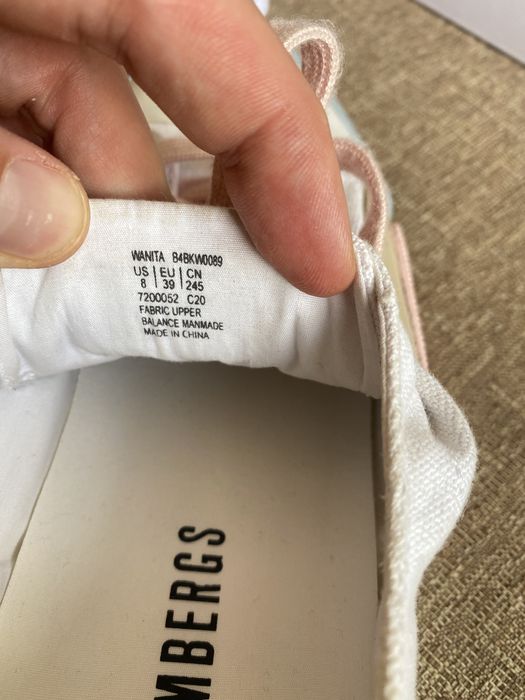 WANITA B4BKW0089
US | EU | CN
8 | 39 | 245
7200052 C20
FABRIC UPPER
BALANCE MANMADE
MADE IN CHINA
MBERGS